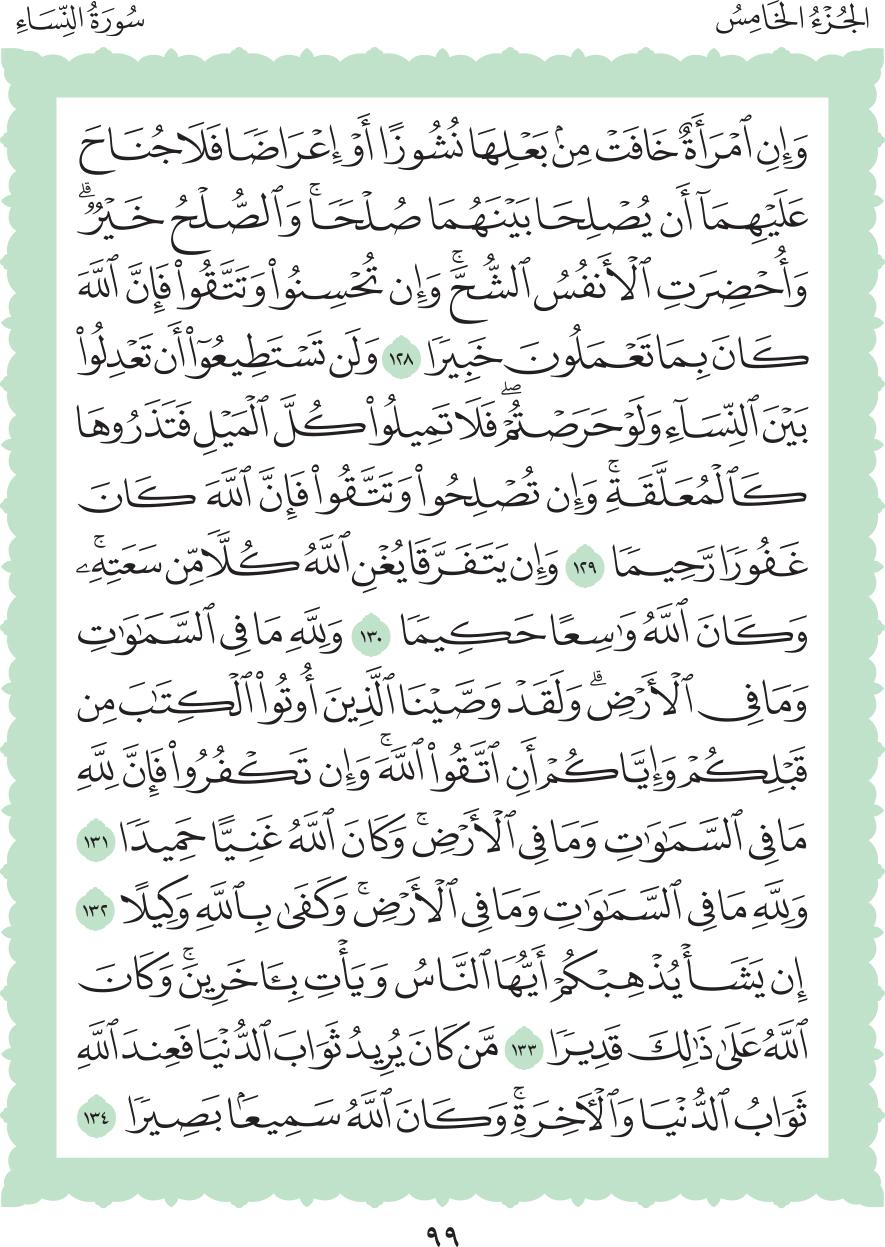 الجُزْءُ الخَامِسُ
سُورَةُ النِّسَاءِ
وَإِنِ ٱمْرَأَةٌ خَافَتْ مِنۢ بَعْلِهَا نُشُوزًا أَوْ إِعْرَاضًا فَلَا جُنَاحَ
عَلَيْهِمَآ أَن يُصْلِحَا بَيْنَهُمَا صُلْحًاۚ وَٱلصُّلْحُ خَيْرٌۗ
وَأُحْضِرَتِ ٱلْأَنفُسُ ٱلشُّحَّۚ وَإِن تُحْسِنُوا۟ وَتَتَّقُوا۟ فَإِنَّ ٱللَّهَ
كَانَ بِمَا تَعْمَلُونَ خَبِيرًا ١٢٨ وَلَن تَسْتَطِيعُوٓا۟ أَن تَعْدِلُوا۟
بَيْنَ ٱلنِّسَآءِ وَلَوْ حَرَصْتُمْۖ فَلَا تَمِيلُوا۟ كُلَّ ٱلْمَيْلِ فَتَذَرُوهَا
كَٱلْمُعَلَّقَةِۚ وَإِن تُصْلِحُوا۟ وَتَتَّقُوا۟ فَإِنَّ ٱللَّهَ كَانَ
غَفُورًا رَّحِيمًا ١٢٩ وَإِن يَتَفَرَّقَا يُغْنِ ٱللَّهُ كُلًّا مِّن سَعَتِهِۦۚ
وَكَانَ ٱللَّهُ وَٰسِعًا حَكِيمًا ١٣٠ وَلِلَّهِ مَا فِى ٱلسَّمَٰوَٰتِ
وَمَا فِى ٱلْأَرْضِۗ وَلَقَدْ وَصَّيْنَا ٱلَّذِينَ أُوتُوا۟ ٱلْكِتَٰبَ مِن
قَبْلِكُمْ وَإِيَّاكُمْ أَنِ ٱتَّقُوا۟ ٱللَّهَۚ وَإِن تَكْفُرُوا۟ فَإِنَّ لِلَّهِ
مَا فِى ٱلسَّمَٰوَٰتِ وَمَا فِى ٱلْأَرْضِۚ وَكَانَ ٱللَّهُ غَنِيًّا حَمِيدًا ١٣١
وَلِلَّهِ مَا فِى ٱلسَّمَٰوَٰتِ وَمَا فِى ٱلْأَرْضِۚ وَكَفَىٰ بِٱللَّهِ وَكِيلًا ١٣٢
إِن يَشَأْ يُذْهِبْكُمْ أَيُّهَا ٱلنَّاسُ وَيَأْتِ بِـَٔاخَرِينَۚ وَكَانَ
ٱللَّهُ عَلَىٰ ذَٰلِكَ قَدِيرًا ١٣٣ مَّن كَانَ يُرِيدُ ثَوَابَ ٱلدُّنْيَا فَعِندَ ٱللَّهِ
ثَوَابُ ٱلدُّنْيَا وَٱلْـَٔاخِرَةِۚ وَكَانَ ٱللَّهُ سَمِيعًۢا بَصِيرًا ١٣٤
٩٩